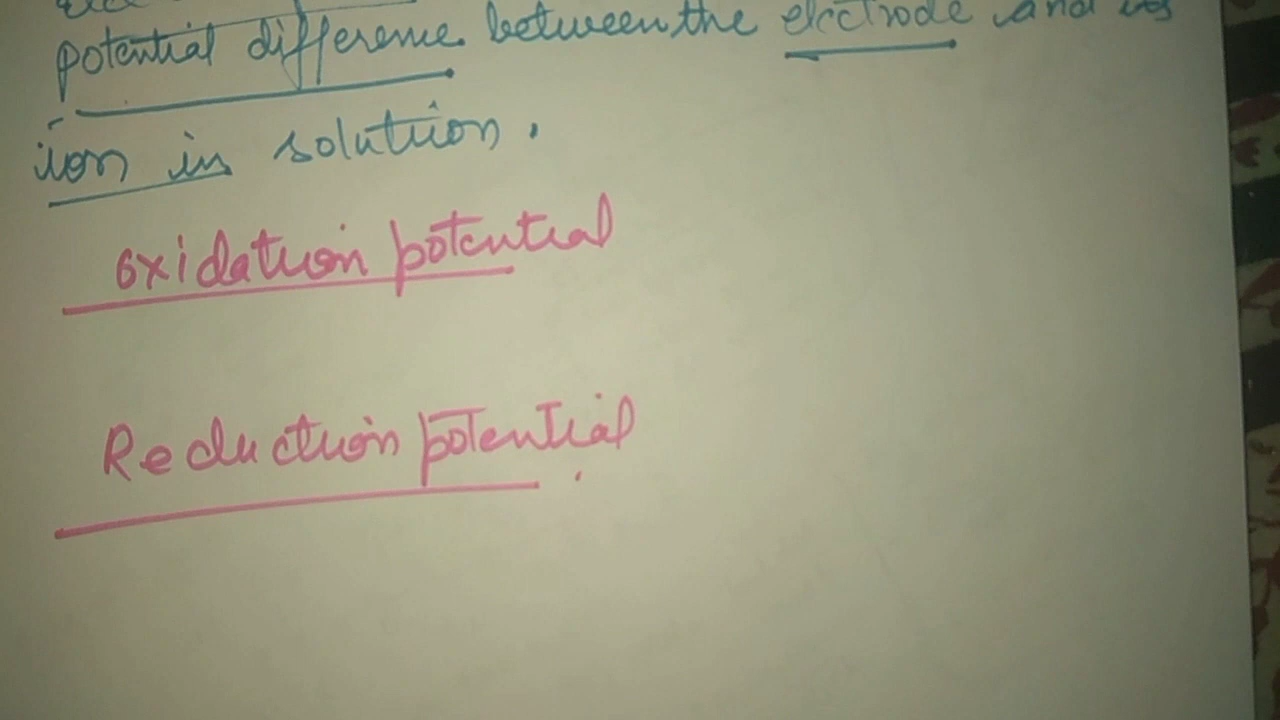 potential difference between the electrode and its
ion in solution.
Oxidation potential
Reduction potential